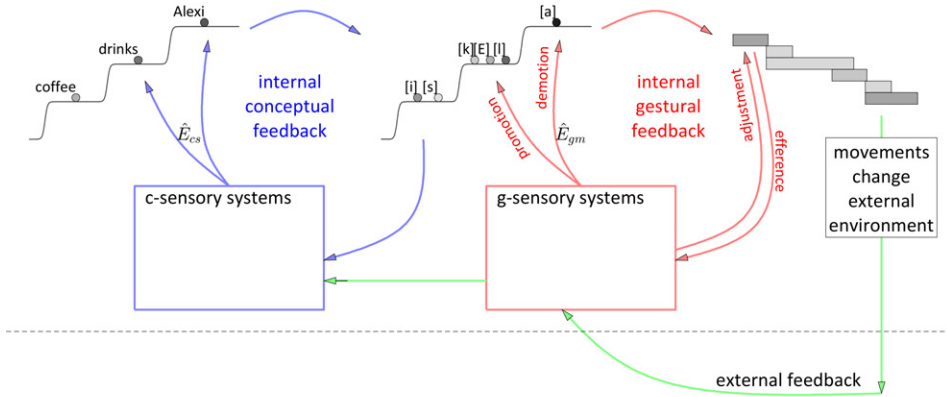 Alexi
drinks
coffee
Ê_cs
internal
conceptual
feedback
c-sensory systems
[a]
[k][E] [l]
[i] [s]
promotion
demotion
Ê_gm
internal
gestural
feedback
g-sensory systems
adjustment
efference
movements
change
external
environment
external feedback